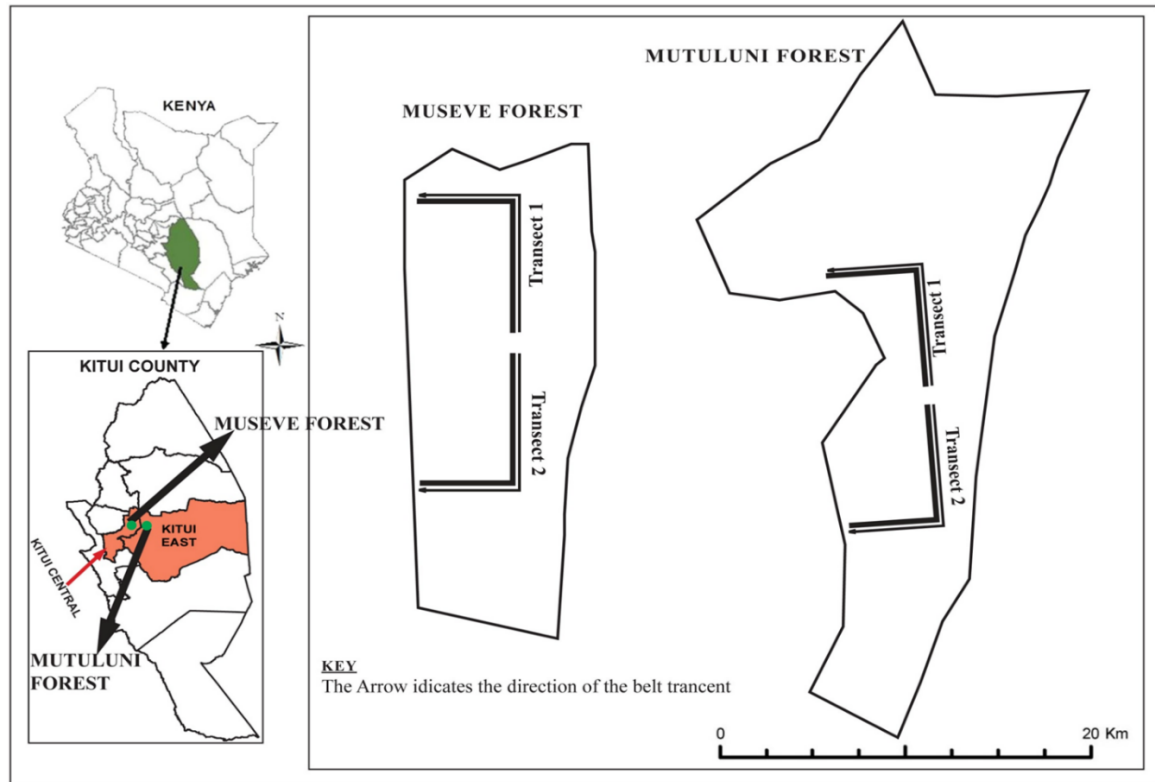 KENYA
N
KITUI COUNTY
MUSEVE FOREST
KITUI
EAST
KITUI CENTRAL
MUTULUNI
FOREST
MUSEVE FOREST
Transect 1
Transect 2
MUTULUNI FOREST
Transect 1
Transect 2
KEY
The Arrow idicates the direction of the belt trancent
0 20 Km